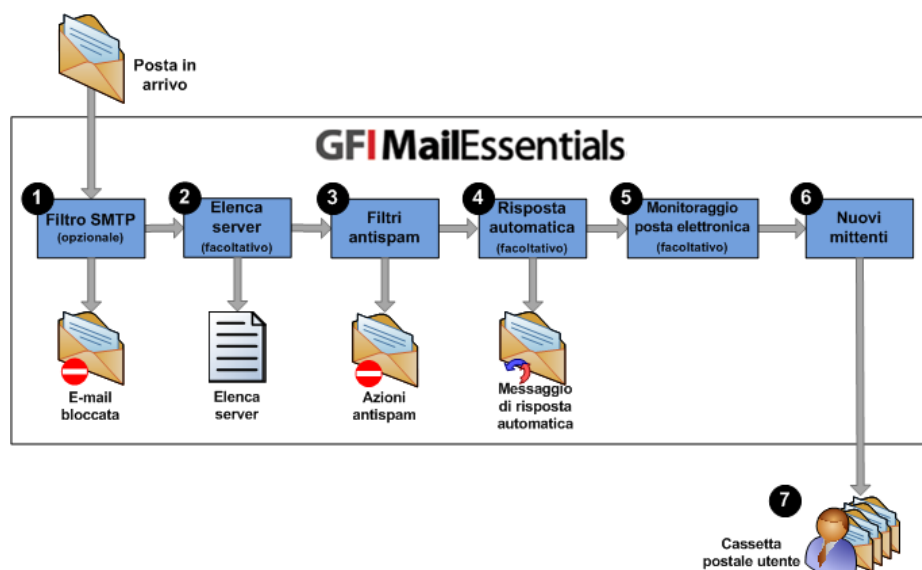 Posta in
arrivo
GFI MailEssentials
1
Filtro SMTP
(opzionale)
2
Elenca
server
(facoltativo)
3
Filtri
antispam
4
Risposta
automatica
(facoltativo)
5
Monitoraggio
posta elettronica
(facoltativo)
6
Nuovi
mittenti
E-mail
bloccata
Elenca
server
Azioni
antispam
Messaggio
di risposta
automatica
7
Cassetta
postale utente